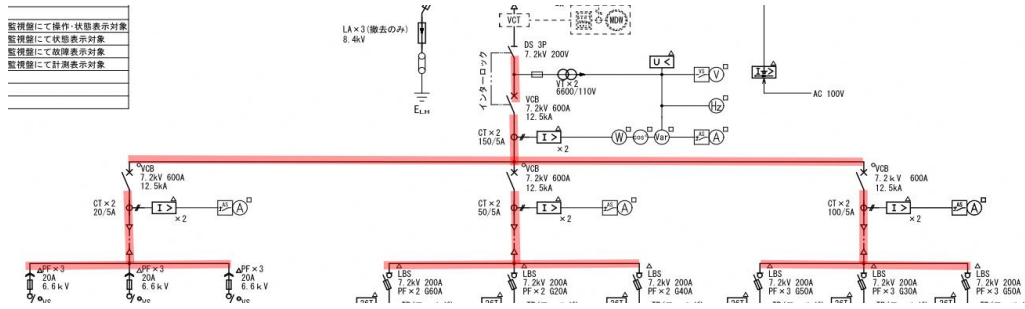 監視盤にて操作・状態表示対象
監視盤にて状態表示対象
監視盤にて故障表示対象
監視盤にて計測表示対象
LA×3(撤去のみ)
8.4kV
ELH
VCT
MDW
DS 3P
7.2kV 200V
インターロック
VT×2
6600/110V
U<
VS
V
Hz
I
AC 100V
VCB
7.2kV 600A
12.5kA
CT×2
150/5A
I >
×2
W
cosφ
Var
AS
A
VCB
7.2kV 600A
12.5kA
CT×2
20/5A
I >
×2
AS
A
VCB
7.2kV 600A
12.5kA
CT×2
50/5A
I >
×2
AS
A
VCB
7.2kV 600A
12.5kA
CT×2
100/5A
I >
×2
AS
A
PF×3
20A
6.6kV
PF×3
20A
6.6kV
PF×3
20A
6.6kV
LBS
7.2kV 200A
PF×2 G60A
LBS
7.2kV 200A
PF×2 G20A
LBS
7.2kV 200A
PF×2 G40A
LBS
7.2kV 200A
PF×3 G50A
LBS
7.2kV 200A
PF×3 G30A
LBS
7.2kV 200A
PF×3 G50A